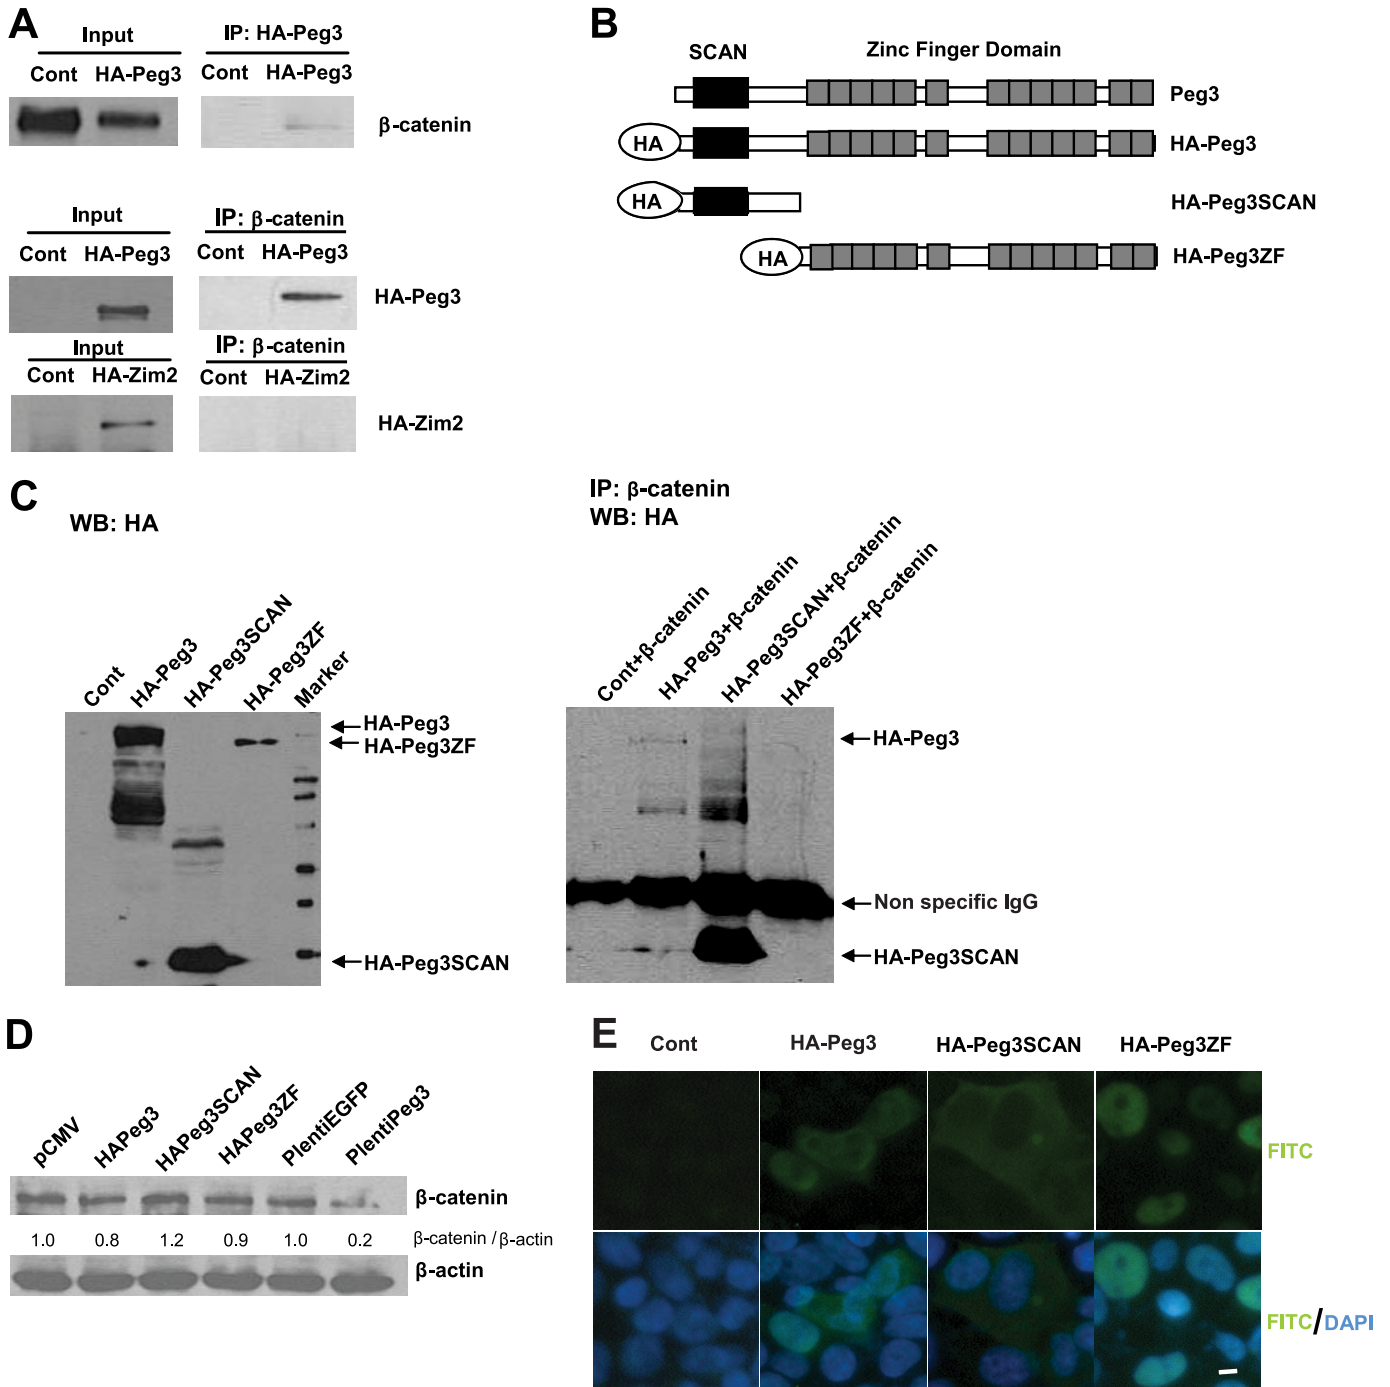 A
Input
IP: HA-Peg3
Cont HA-Peg3
Cont HA-Peg3
β-catenin
Input
IP: β-catenin
Cont HA-Peg3
Cont HA-Peg3
HA-Peg3
Input
IP: β-catenin
Cont HA-Zim2
Cont HA-Zim2
HA-Zim2
B
SCAN
Zinc Finger Domain
Peg3
HA
HA-Peg3
HA
HA-Peg3SCAN
HA
HA-Peg3ZF
C
WB: HA
Cont
HA-Peg3
HA-Peg3SCAN
HA-Peg3ZF
Marker
HA-Peg3
HA-Peg3ZF
HA-Peg3SCAN
IP: β-catenin
WB: HA
Cont+β-catenin
HA-Peg3+β-catenin
HA-Peg3SCAN+β-catenin
HA-Peg3ZF+β-catenin
HA-Peg3
Non specific IgG
HA-Peg3SCAN
D
pCMV
HAPeg3
HAPeg3SCAN
HAPeg3ZF
PlentiEGFP
PlentiPeg3
β-catenin
1.0 0.8 1.2 0.9 1.0 0.2 β-catenin / β-actin
β-actin
E
Cont
HA-Peg3
HA-Peg3SCAN
HA-Peg3ZF
FITC
FITC/DAPI